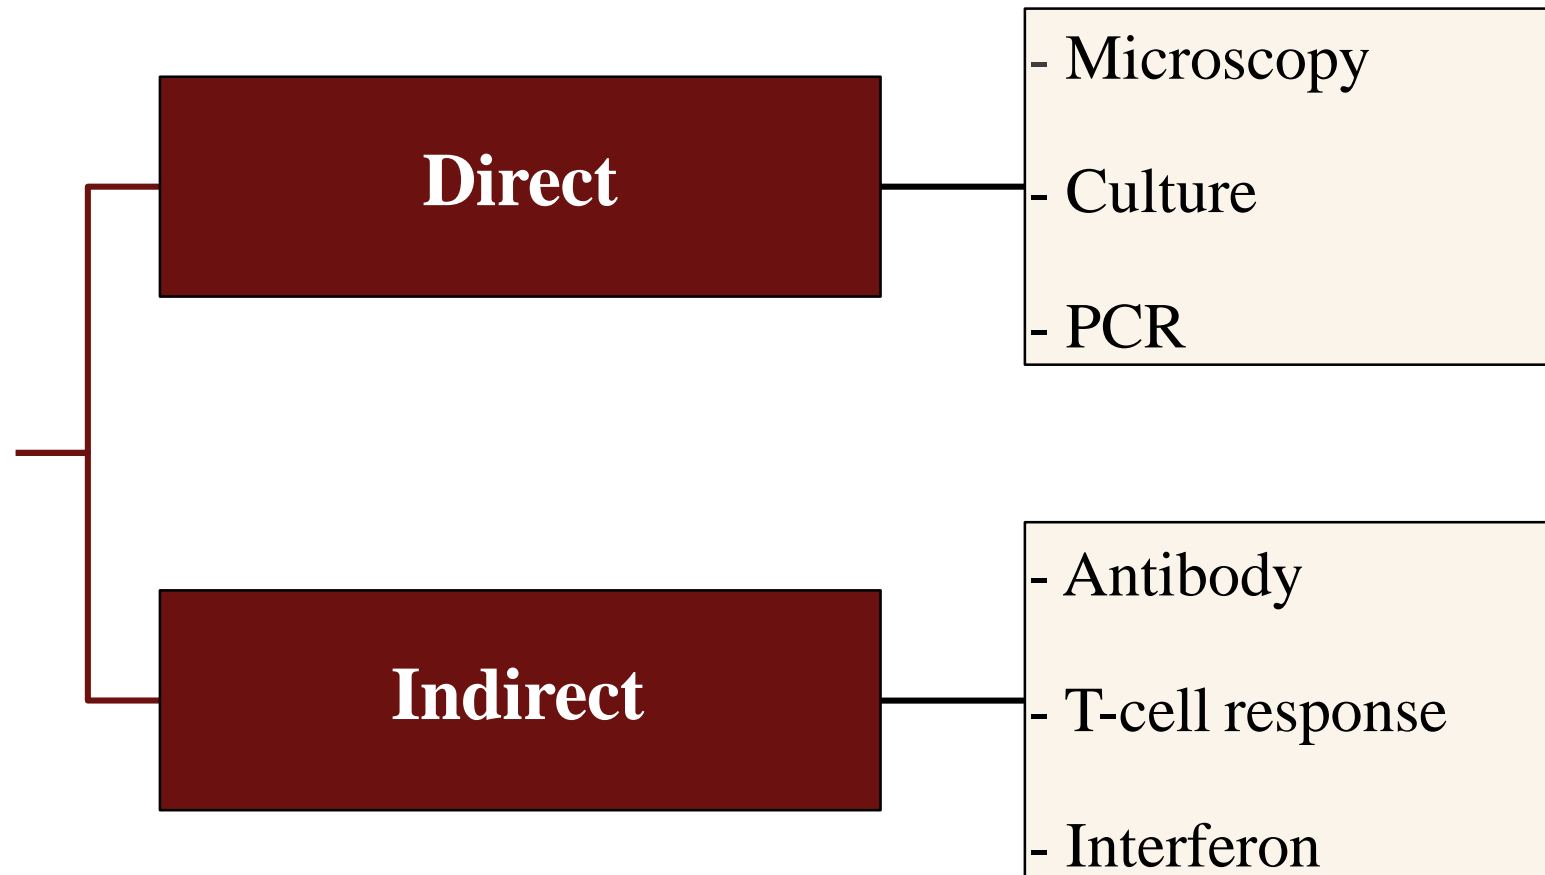 Direct
- Microscopy
- Culture
- PCR
Indirect
- Antibody
- T-cell response
- Interferon